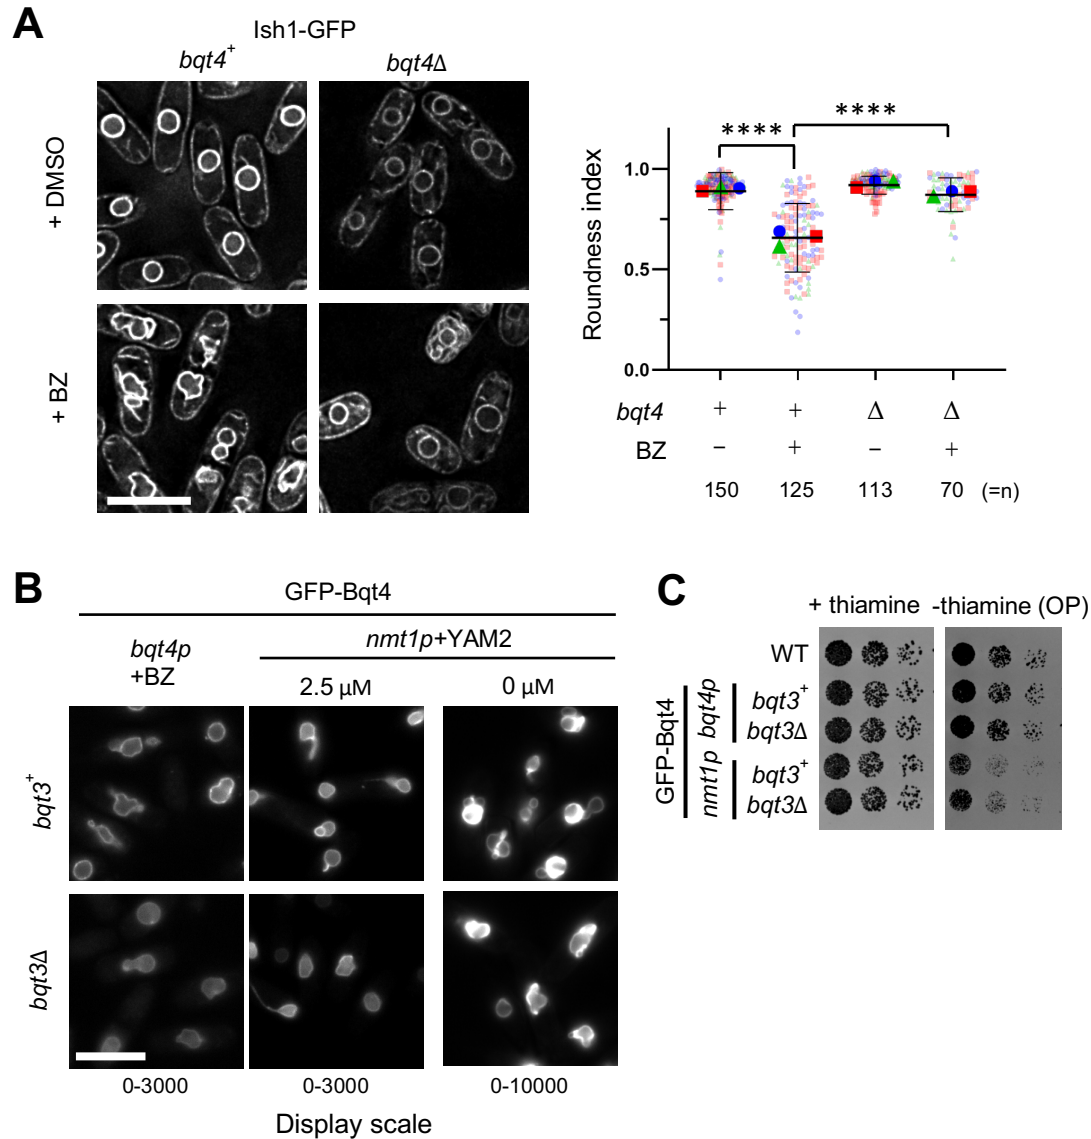 A
Ish1-GFP
bqt4+ bqt4Δ
+ DMSO
+ BZ
**** ****
Roundness index
1.0
0.5
0.0
bqt4 + + Δ Δ
BZ − + − +
150 125 113 70 (=n)
B
GFP-Bqt4
bqt4p
+BZ
nmt1p+YAM2
2.5 µM 0 µM
bqt3+
bqt3Δ
0-3000 0-3000 0-10000
Display scale
C
+ thiamine -thiamine (OP)
WT
GFP-Bqt4
bqt4p
bqt3+
bqt3Δ
nmt1p
bqt3+
bqt3Δ